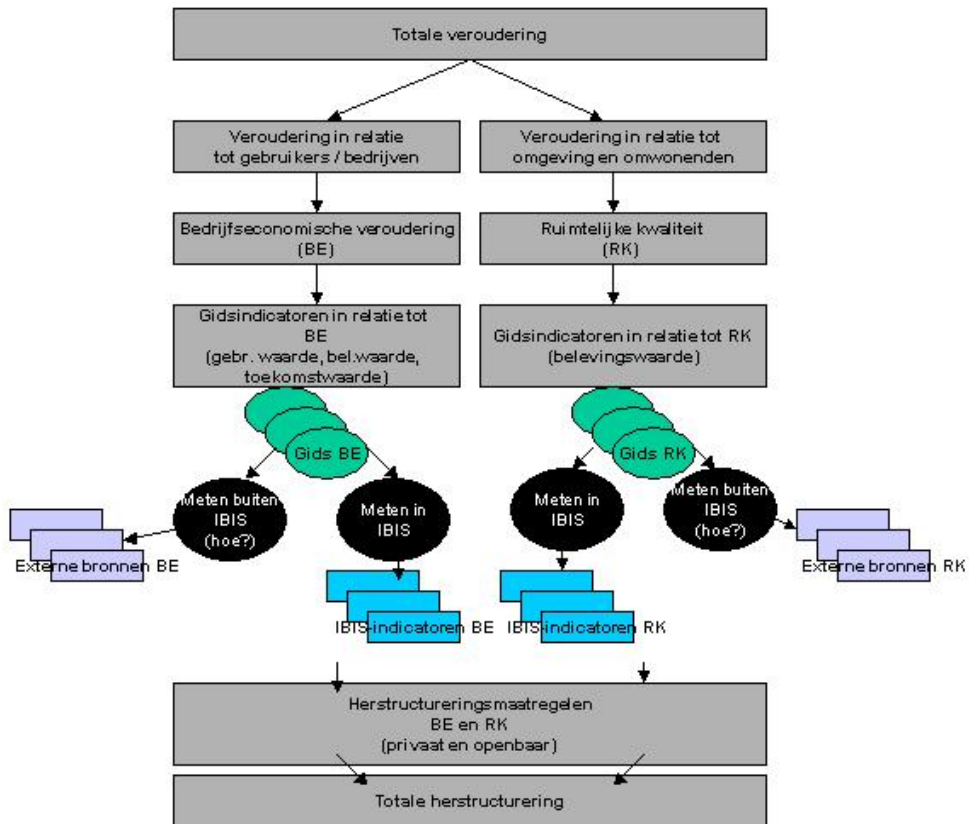 Totale veroudering
Veroudering in relatie
tot gebruikers / bedrijven
Veroudering in relatie tot
omgeving en omwonenden
Bedrijfseconomische veroudering
(BE)
Ruimtelijke kwaliteit
(RK)
Gidsindicatoren in relatie tot
BE
(gebr. waarde, bel.waarde,
toekomstwaarde)
Gidsindicatoren in relatie tot RK
(belevingswaarde)
Gids BE
Gids RK
Meten buiten
IBIS
(hoe?)
Meten in
IBIS
Meten in
IBIS
Meten buiten
IBIS
(hoe?)
Externe bronnen BE
Externe bronnen RK
IBIS-indicatoren BE
IBIS-indicatoren RK
Herstructureringsmaatregelen
BE en RK
(privaat en openbaar)
Totale herstructurering